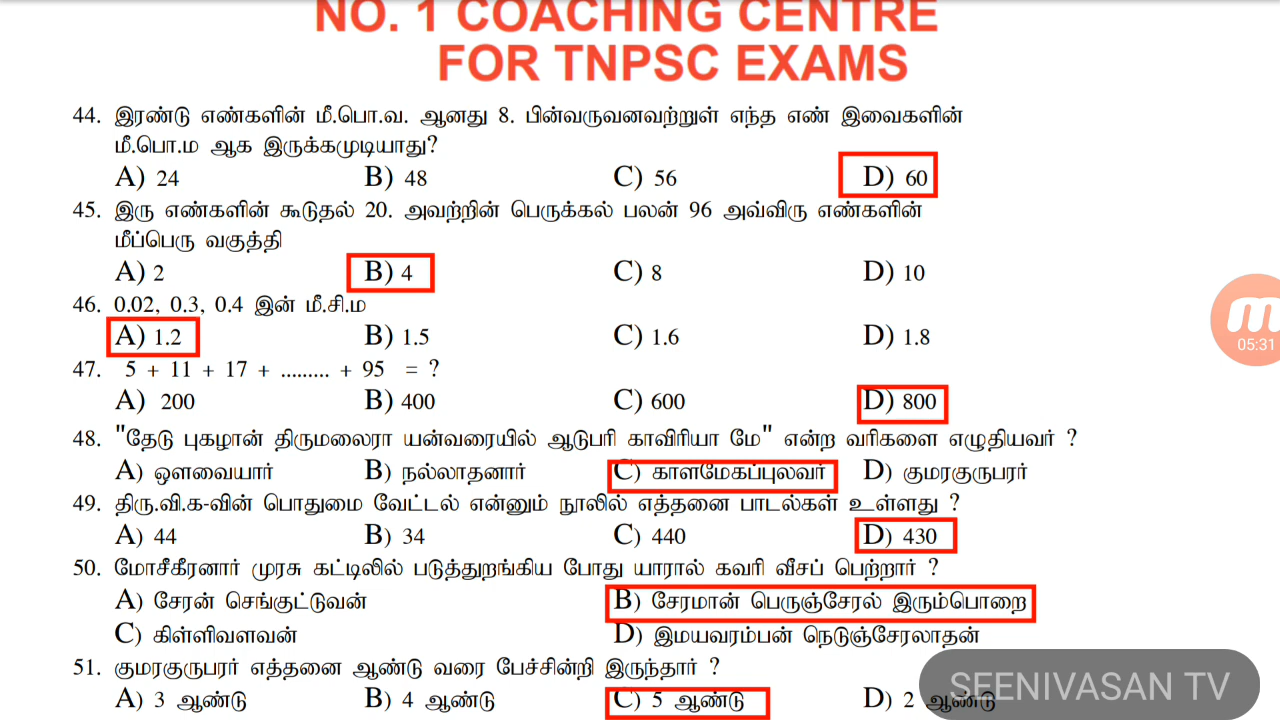 NO. 1 COACHING CENTRE
FOR TNPSC EXAMS
44. இரண்டு எண்களின் மீ.பொ.வ. ஆனது 8. பின்வருவனவற்றுள் எந்த எண் இவைகளின்
மீ.பொ.ம ஆக இருக்கமுடியாது?
A) 24 B) 48 C) 56 D) 60
45. இரு எண்களின் கூடுதல் 20. அவற்றின் பெருக்கல் பலன் 96 அவ்விரு எண்களின்
மீப்பெரு வகுத்தி
A) 2 B) 4 C) 8 D) 10
46. 0.02, 0.3, 0.4 இன் மீ.சி.ம
A) 1.2 B) 1.5 C) 1.6 D) 1.8
47. 5 + 11 + 17 + ......... + 95 = ?
A) 200 B) 400 C) 600 D) 800
48. "தேடு புகழான் திருமலைரா யன்வரையில் ஆடுபரி காவிரியா மே" என்ற வரிகளை எழுதியவர் ?
A) ஔவையார் B) நல்லாதனார் C) காளமேகப்புலவர் D) குமரகுருபரர்
49. திரு.வி.க-வின் பொதுமை வேட்டல் என்னும் நூலில் எத்தனை பாடல்கள் உள்ளது ?
A) 44 B) 34 C) 440 D) 430
50. மோசீகீரனார் முரசு கட்டிலில் படுத்துறங்கிய போது யாரால் கவரி வீசப் பெற்றார் ?
A) சேரன் செங்குட்டுவன் B) சேரமான் பெருஞ்சேரல் இரும்பொறை
C) கிள்ளிவளவன் D) இமயவரம்பன் நெடுஞ்சேரலாதன்
51. குமரகுருபரர் எத்தனை ஆண்டு வரை பேச்சின்றி இருந்தார் ?
A) 3 ஆண்டு B) 4 ஆண்டு C) 5 ஆண்டு D) 2 ஆண்டு
05:31
SEENIVASAN TV